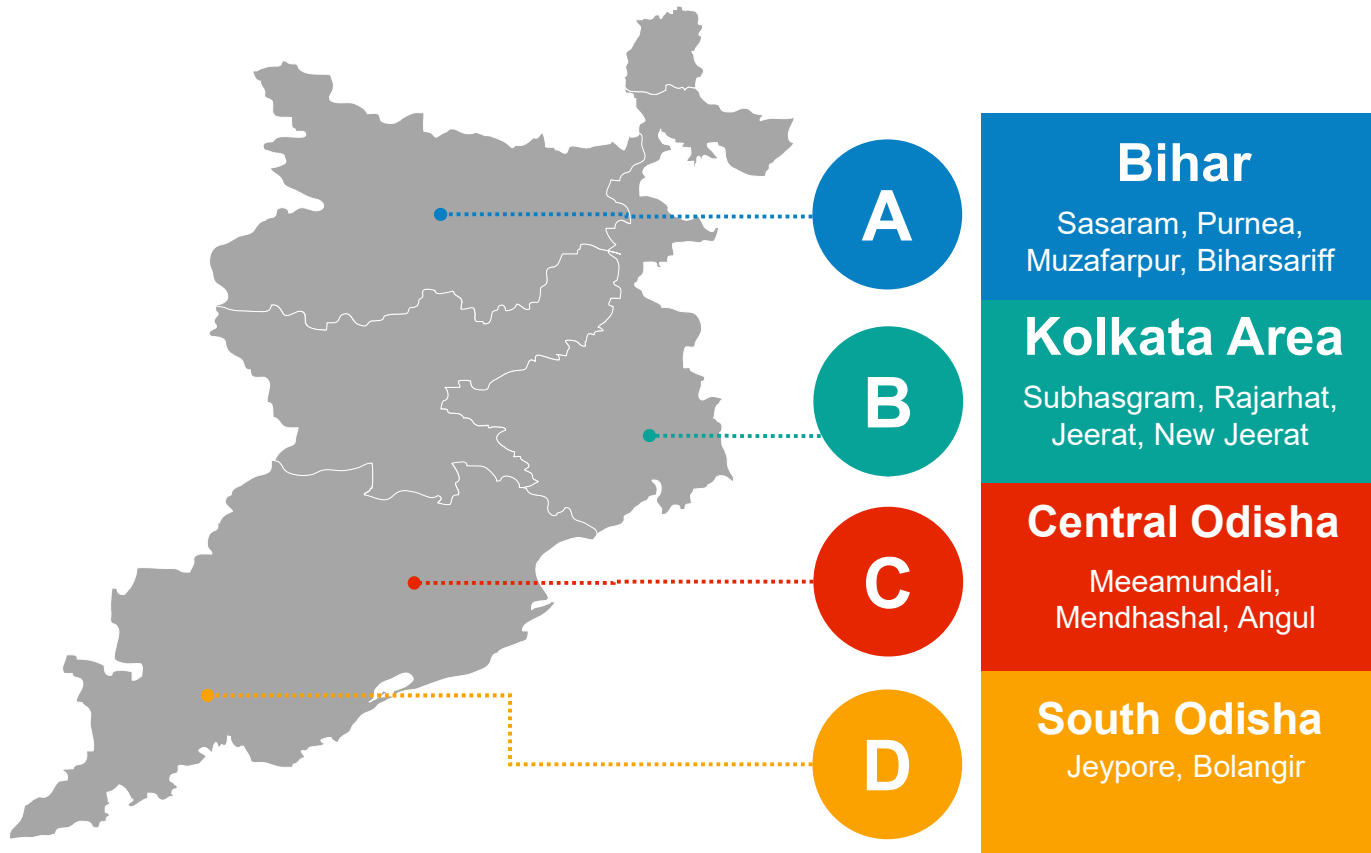 A
Bihar
Sasaram, Purnea,
Muzafarpur, Biharsariff
B
Kolkata Area
Subhasgram, Rajarhat,
Jeerat, New Jeerat
C
Central Odisha
Meeamundali,
Mendhashal, Angul
D
South Odisha
Jeypore, Bolangir